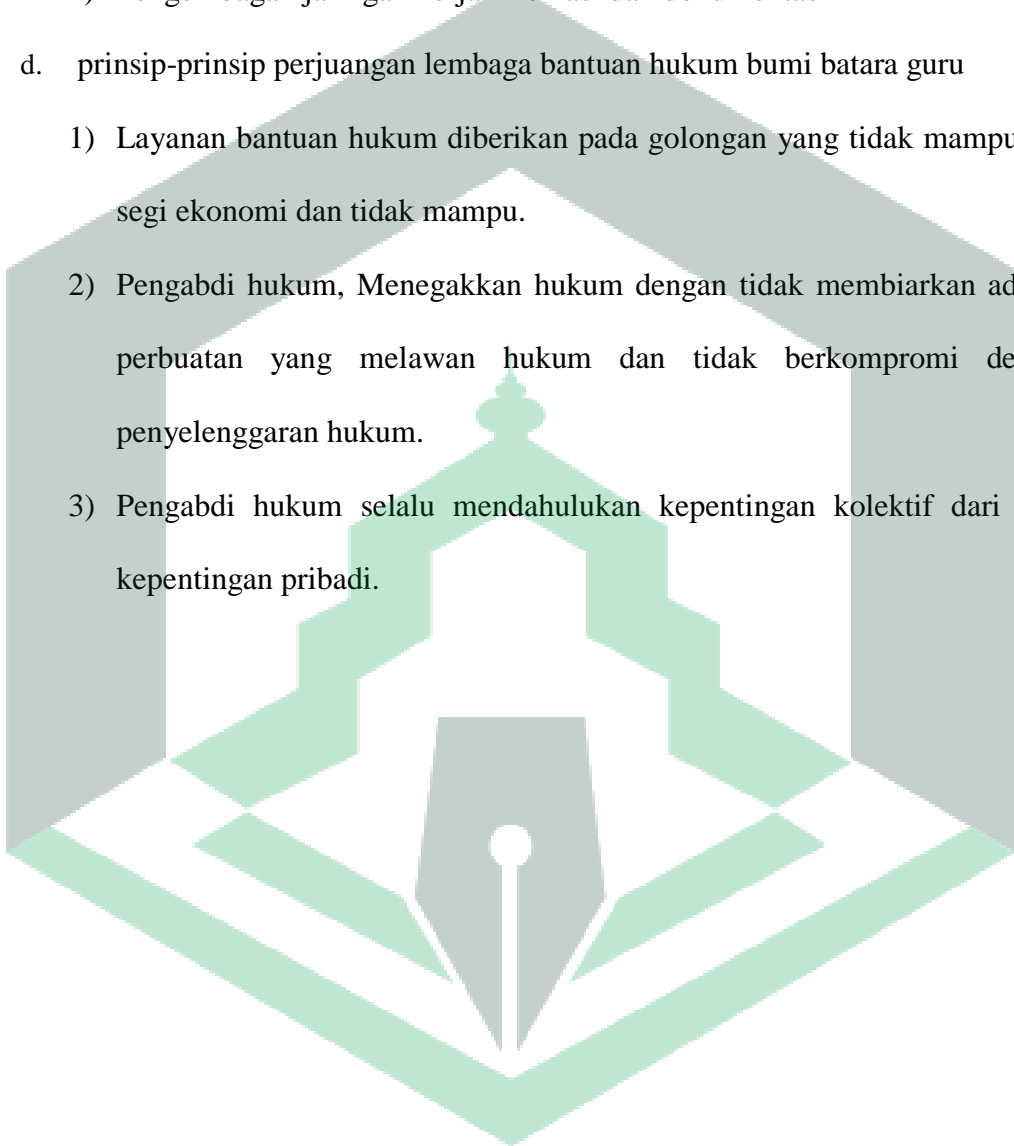 d. prinsip-prinsip perjuangan lembaga bantuan hukum bumi batara guru
1) Layanan bantuan hukum diberikan pada golongan yang tidak mampu
segi ekonomi dan tidak mampu.
2) Pengabdi hukum, Menegakkan hukum dengan tidak membiarkan
perbuatan yang melawan hukum dan tidak berkompromi
penyelenggaran hukum.
3) Pengabdi hukum selalu mendahulukan kepentingan kolektif dari
kepentingan pribadi.